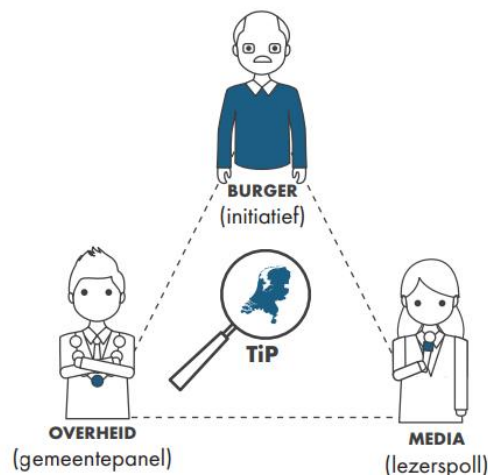 BURGER
(initiatief)
TiP
OVERHEID
(gemeentepanel)
MEDIA
(lezerspoll)